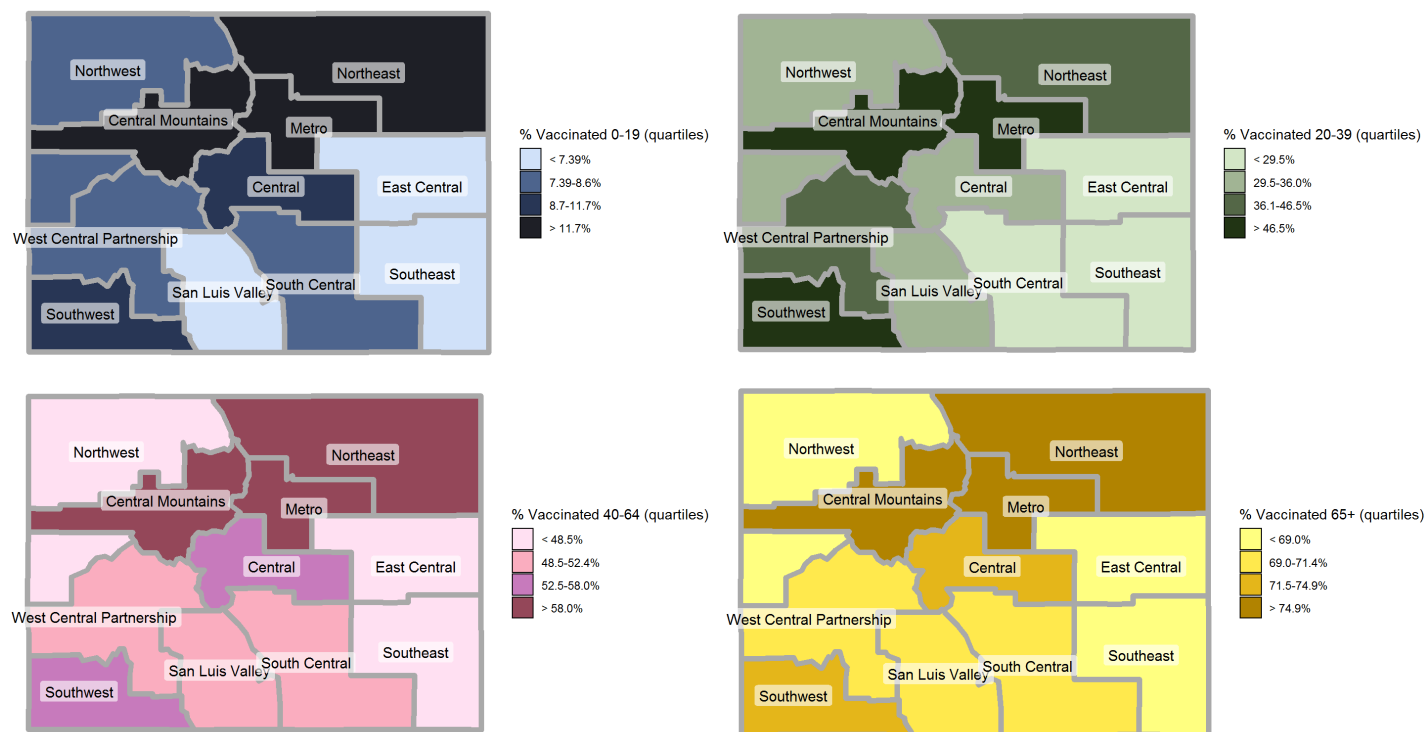 Northwest
Northeast
Central Mountains
Metro
Central
East Central
West Central Partnership
Southeast
San Luis Valley
South Central
Southwest
% Vaccinated 0-19 (quartiles)
< 7.39%
7.39-8.6%
8.7-11.7%
> 11.7%
Northwest
Northeast
Central Mountains
Metro
Central
East Central
West Central Partnership
Southeast
San Luis Valley
South Central
Southwest
% Vaccinated 20-39 (quartiles)
< 29.5%
29.5-36.0%
36.1-46.5%
> 46.5%
Northwest
Northeast
Central Mountains
Metro
Central
East Central
West Central Partnership
Southeast
San Luis Valley
South Central
Southwest
% Vaccinated 40-64 (quartiles)
< 48.5%
48.5-52.4%
52.5-58.0%
> 58.0%
Northwest
Northeast
Central Mountains
Metro
Central
East Central
West Central Partnership
Southeast
San Luis Valley
South Central
Southwest
% Vaccinated 65+ (quartiles)
< 69.0%
69.0-71.4%
71.5-74.9%
> 74.9%